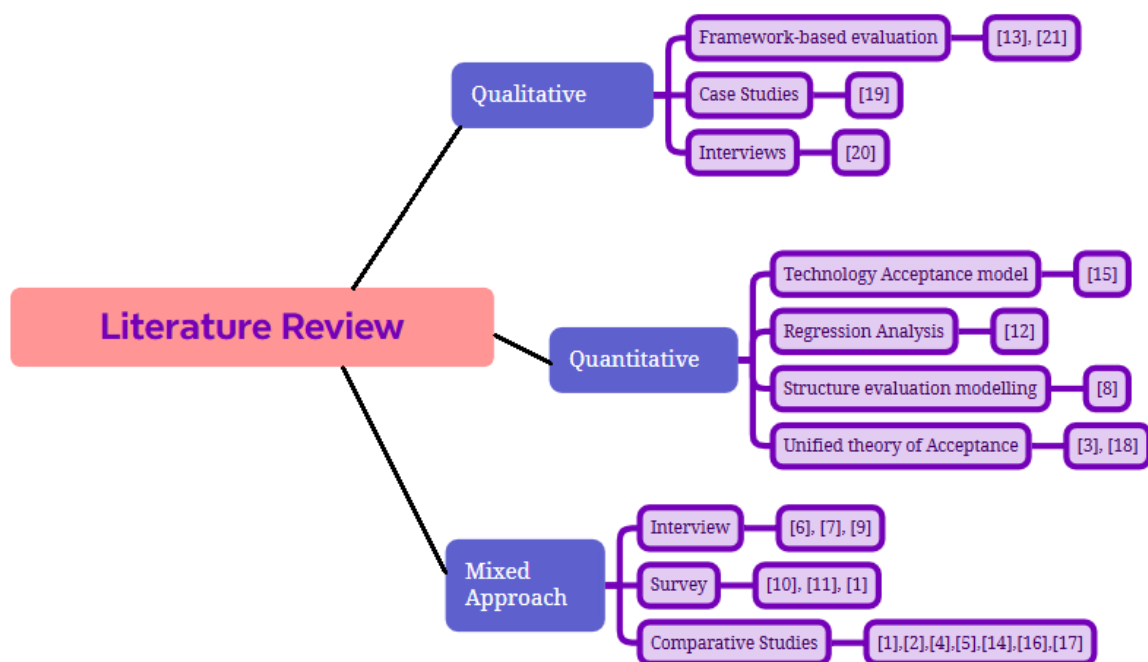 Literature Review
Qualitative
Framework-based evaluation
[13], [21]
Case Studies
[19]
Interviews
[20]
Quantitative
Technology Acceptance model
[15]
Regression Analysis
[12]
Structure evaluation modelling
[8]
Unified theory of Acceptance
[3], [18]
Mixed
Approach
Interview
[6], [7], [9]
Survey
[10], [11], [1]
Comparative Studies
[1],[2],[4],[5],[14],[16],[17]